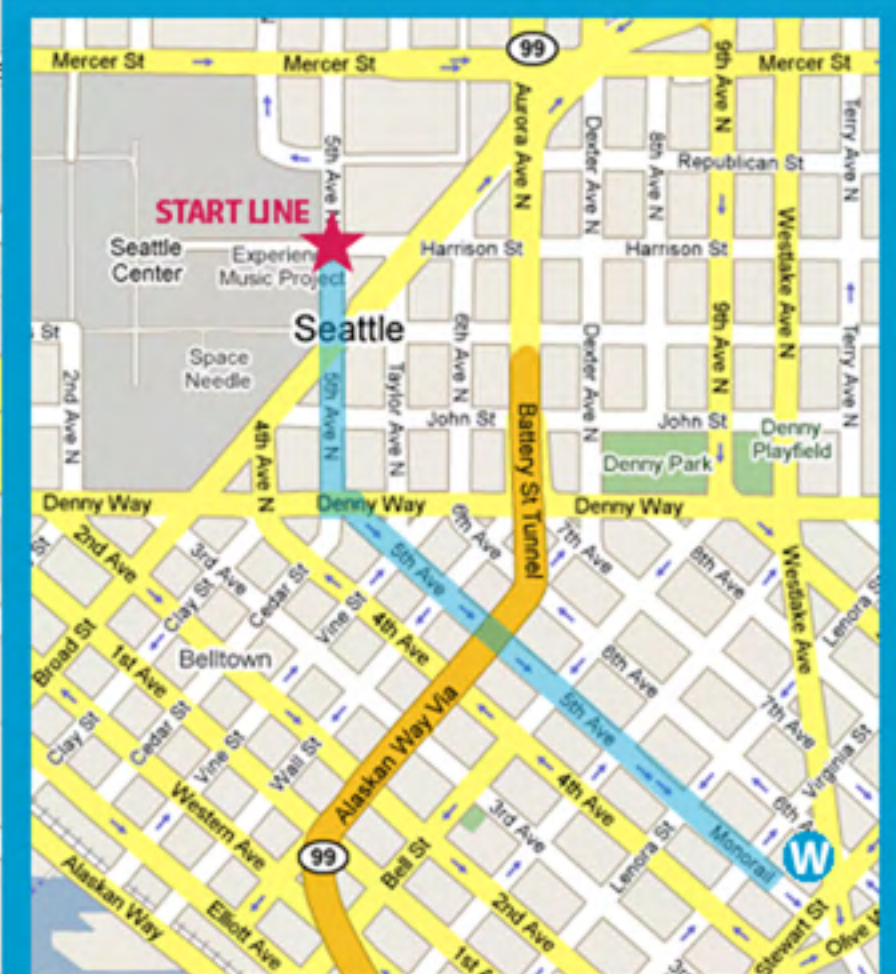 Mercer St
Mercer St
99
Mercer St
9th Ave N
5th Ave N
Aurora Ave N
Dexter Ave N
8th Ave N
Terry Ave N
Republican St
START LINE
Westlake Ave N
Seattle
Center
Experien
Music Project
Harrison St
Harrison St
Seattle
St
Space
Needle
6th Ave N
Dexter Ave N
9th Ave N
Terry Ave N
2nd Ave N
5th Ave N
Taylor Ave N
John St
John St
4th Ave N
Battery St Tunnel
Denny Park
Denny
Playfield
Denny Way
Denny Way
Denny Way
2nd Ave
3rd Ave
6th Ave
7th Ave
8th Ave
St
Clay St
Cedar St
5th Ave
Vine St
4th Ave
Westlake Ave
Lenora St
Broad St
1st Ave
Belltown
6th Ave
5th Ave
7th Ave
Clay St
Cedar St
Vine St
Wall St
Alaskan Way Via
Virginia St
Western Ave
4th Ave
3rd Ave
6th A
Monorail
W
99
Bell St
Lenora St
Alaskan Way
Elliott Ave
2nd Ave
1st A
Stewart St
Olive W